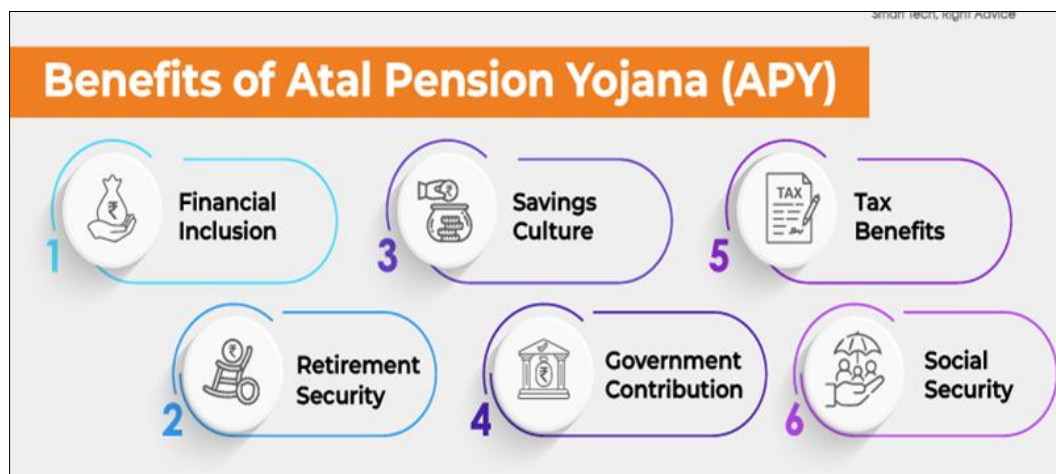 Smart Tech, Right Advice
Benefits of Atal Pension Yojana (APY)
1
Financial
Inclusion
2
Retirement
Security
3
Savings
Culture
4
Government
Contribution
5
TAX
Tax
Benefits
6
Social
Security